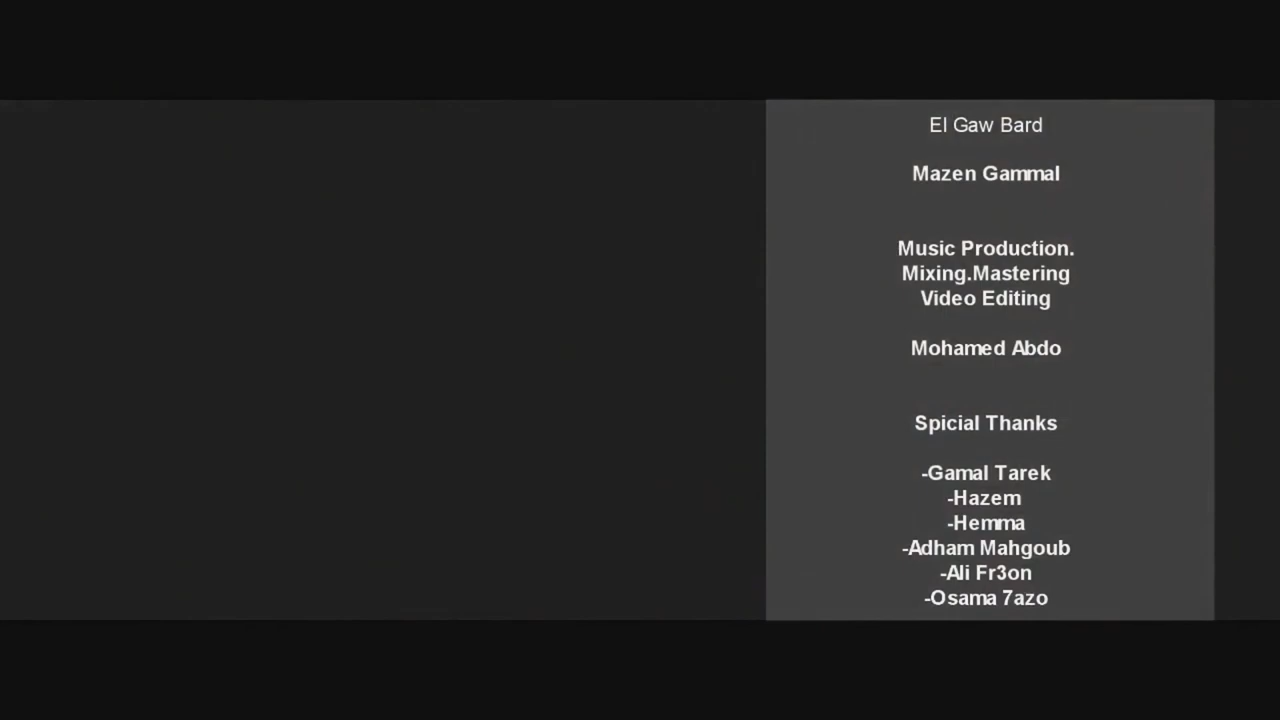 El Gaw Bard
Mazen Gammal
Music Production.
Mixing.Mastering
Video Editing
Mohamed Abdo
Spicial Thanks
-Gamal Tarek
-Hazem
-Hemma
-Adham Mahgoub
-Ali Fr3on
-Osama 7azo